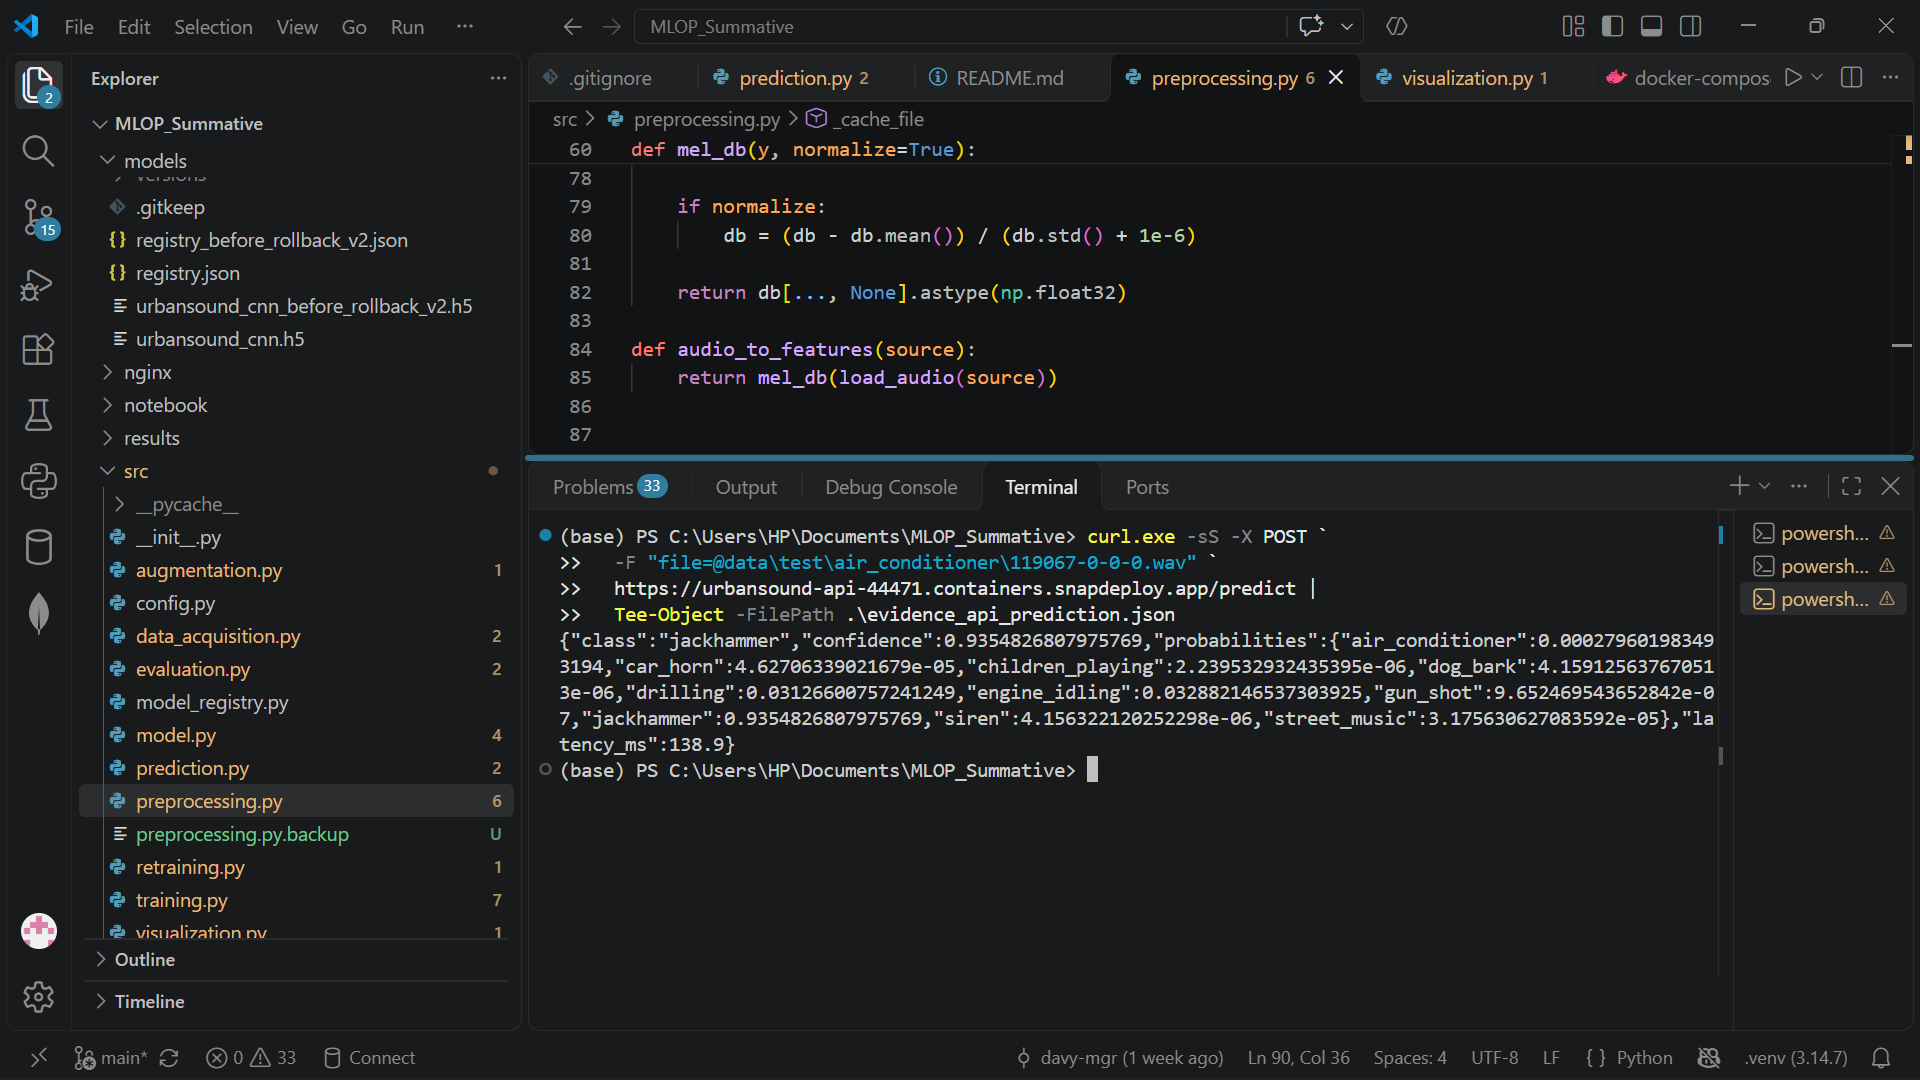 File Edit Selection View Go Run ···
MLOP_Summative
Explorer
2
MLOP_Summative
models
versions
.gitkeep
registry_before_rollback_v2.json
registry.json
urbansound_cnn_before_rollback_v2.h5
urbansound_cnn.h5
nginx
notebook
results
src
__pycache__
__init__.py
augmentation.py 1
config.py
data_acquisition.py 2
evaluation.py 2
model_registry.py
model.py 4
prediction.py 2
preprocessing.py 6
preprocessing.py.backup U
retraining.py 1
training.py 7
visualization.py 1
Outline
Timeline
15
.gitignore prediction.py 2 README.md preprocessing.py 6 visualization.py 1 docker-compos
src > preprocessing.py > _cache_file
60 def mel_db(y, normalize=True):
78
79 if normalize:
80 db = (db - db.mean()) / (db.std() + 1e-6)
81
82 return db[..., None].astype(np.float32)
83
84 def audio_to_features(source):
85 return mel_db(load_audio(source))
86
87
Problems 33 Output Debug Console Terminal Ports
(base) PS C:\Users\HP\Documents\MLOP_Summative> curl.exe -sS -X POST `
>> -F "file=@data\test\air_conditioner\119067-0-0-0.wav" `
>> https://urbansound-api-44471.containers.snapdeploy.app/predict |
>> Tee-Object -FilePath .\evidence_api_prediction.json
{"class":"jackhammer","confidence":0.9354826807975769,"probabilities":{"air_conditioner":0.00027960198349
3194,"car_horn":4.62706339021679e-05,"children_playing":2.239532932435395e-06,"dog_bark":4.15912563767051
3e-06,"drilling":0.03126600757241249,"engine_idling":0.032882146537303925,"gun_shot":9.652469543652842e-0
7,"jackhammer":0.9354826807975769,"siren":4.156322120252298e-06,"street_music":3.175630627083592e-05},"la
tency_ms":138.9}
(base) PS C:\Users\HP\Documents\MLOP_Summative>
powersh...
powersh...
powersh...
main* 0 33 Connect davy-mgr (1 week ago) Ln 90, Col 36 Spaces: 4 UTF-8 LF { } Python .venv (3.14.7)